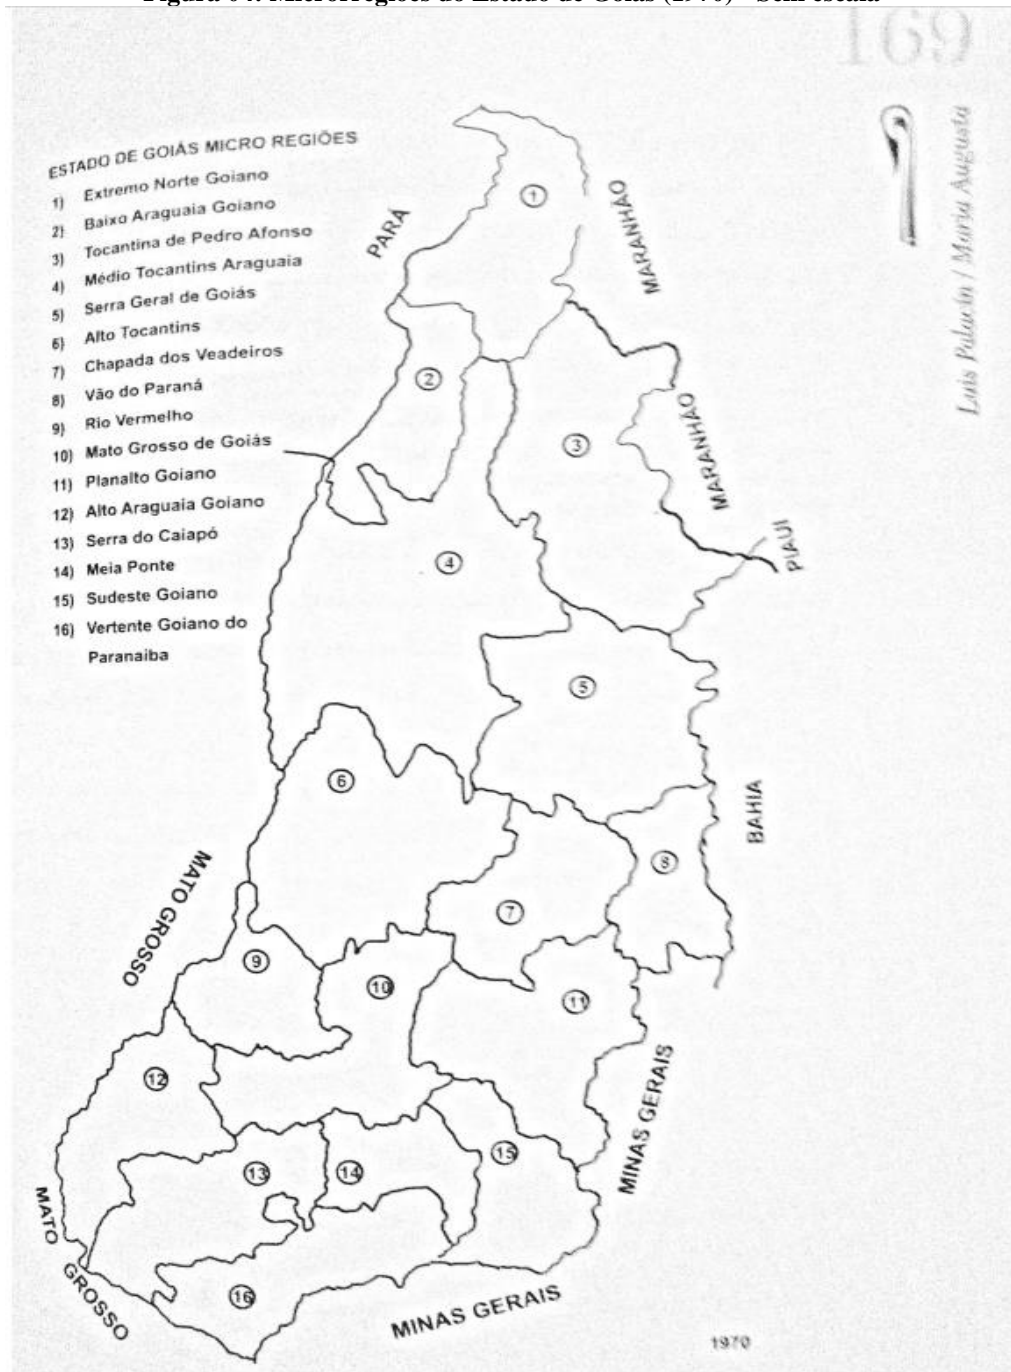 Figura 04: Microrregiões do Estado de Goiás (1970) - Sem escala
169
Luis Palacín / Maria Augusta
ESTADO DE GOIÁS MICRO REGIÕES
1) Extremo Norte Goiano
2) Baixo Araguaia Goiano
3) Tocantina de Pedro Afonso
4) Médio Tocantins Araguaia
5) Serra Geral de Goiás
6) Alto Tocantins
7) Chapada dos Veadeiros
8) Vão do Paranã
9) Rio Vermelho
10) Mato Grosso de Goiás
11) Planalto Goiano
12) Alto Araguaia Goiano
13) Serra do Caiapó
14) Meia Ponte
15) Sudeste Goiano
16) Vertente Goiano do
Paranaiba
PARÁ
MARANHÃO
MARANHÃO
PIAUI
BAHIA
MATO GROSSO
MINAS GERAIS
MATO
GROSSO
MINAS GERAIS
1
2
3
4
5
6
7
8
9
10
11
12
13
14
15
16
1970